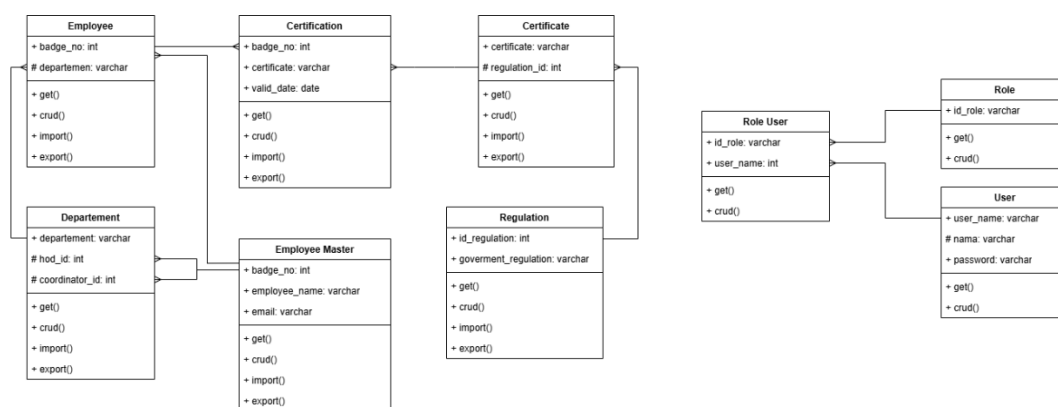 Employee
+ badge_no: int
# departemen: varchar
+ get()
+ crud()
+ import()
+ export()
Certification
+ badge_no: int
+ certificate: varchar
+ valid_date: date
+ get()
+ crud()
+ import()
+ export()
Certificate
+ certificate: varchar
# regulation_id: int
+ get()
+ crud()
+ import()
+ export()
Departement
+ departement: varchar
# hod_id: int
# coordinator_id: int
+ get()
+ crud()
+ import()
+ export()
Employee Master
+ badge_no: int
+ employee_name: varchar
+ email: varchar
+ get()
+ crud()
+ import()
+ export()
Regulation
+ id_regulation: int
+ goverment_regulation: varchar
+ get()
+ crud()
+ import()
+ export()
Role User
+ id_role: varchar
+ user_name: int
+ get()
+ crud()
Role
+ id_role: varchar
+ get()
+ crud()
User
+ user_name: varchar
# nama: varchar
+ password: varchar
+ get()
+ crud()